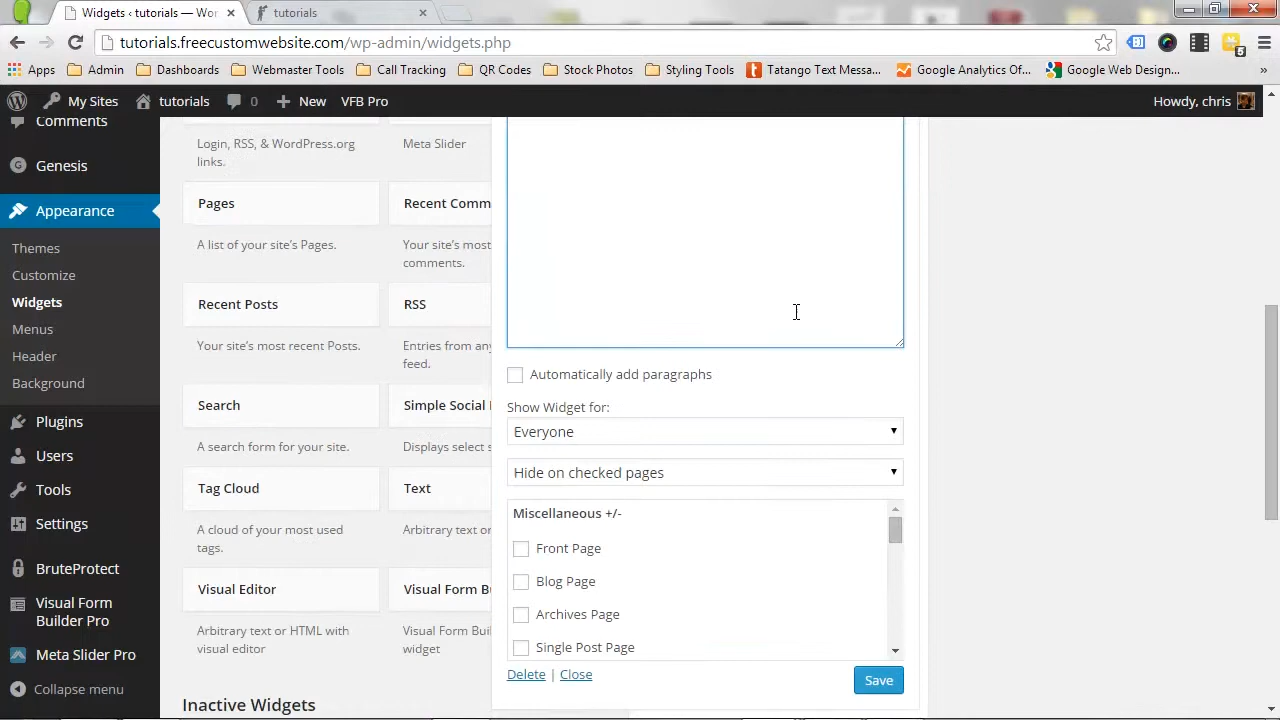 Widgets ‹ tutorials — Wor
tutorials
tutorials.freecustomwebsite.com/wp-admin/widgets.php
5
Apps Admin Dashboards Webmaster Tools Call Tracking QR Codes Stock Photos Styling Tools Tatango Text Messa... Google Analytics Of... Google Web Design... »
My Sites tutorials 0 New VFB Pro Howdy, chris
Comments
Genesis
Appearance
Themes
Customize
Widgets
Menus
Header
Background
Plugins
Users
Tools
Settings
BruteProtect
Visual Form
Builder Pro
Meta Slider Pro
Collapse menu
Login, RSS, & WordPress.org
links.
Meta Slider
Pages
A list of your site's Pages.
Recent Comm
Your site's most
comments.
Recent Posts
Your site's most recent Posts.
RSS
Entries from any
feed.
Search
A search form for your site.
Simple Social
Displays select s
Tag Cloud
A cloud of your most used
tags.
Text
Arbitrary text or
Visual Editor
Arbitrary text or HTML with
visual editor
Visual Form Bu
Visual Form Buil
widget
Inactive Widgets
Automatically add paragraphs
Show Widget for:
Everyone
Hide on checked pages
Miscellaneous +/-
Front Page
Blog Page
Archives Page
Single Post Page
Delete | Close
Save